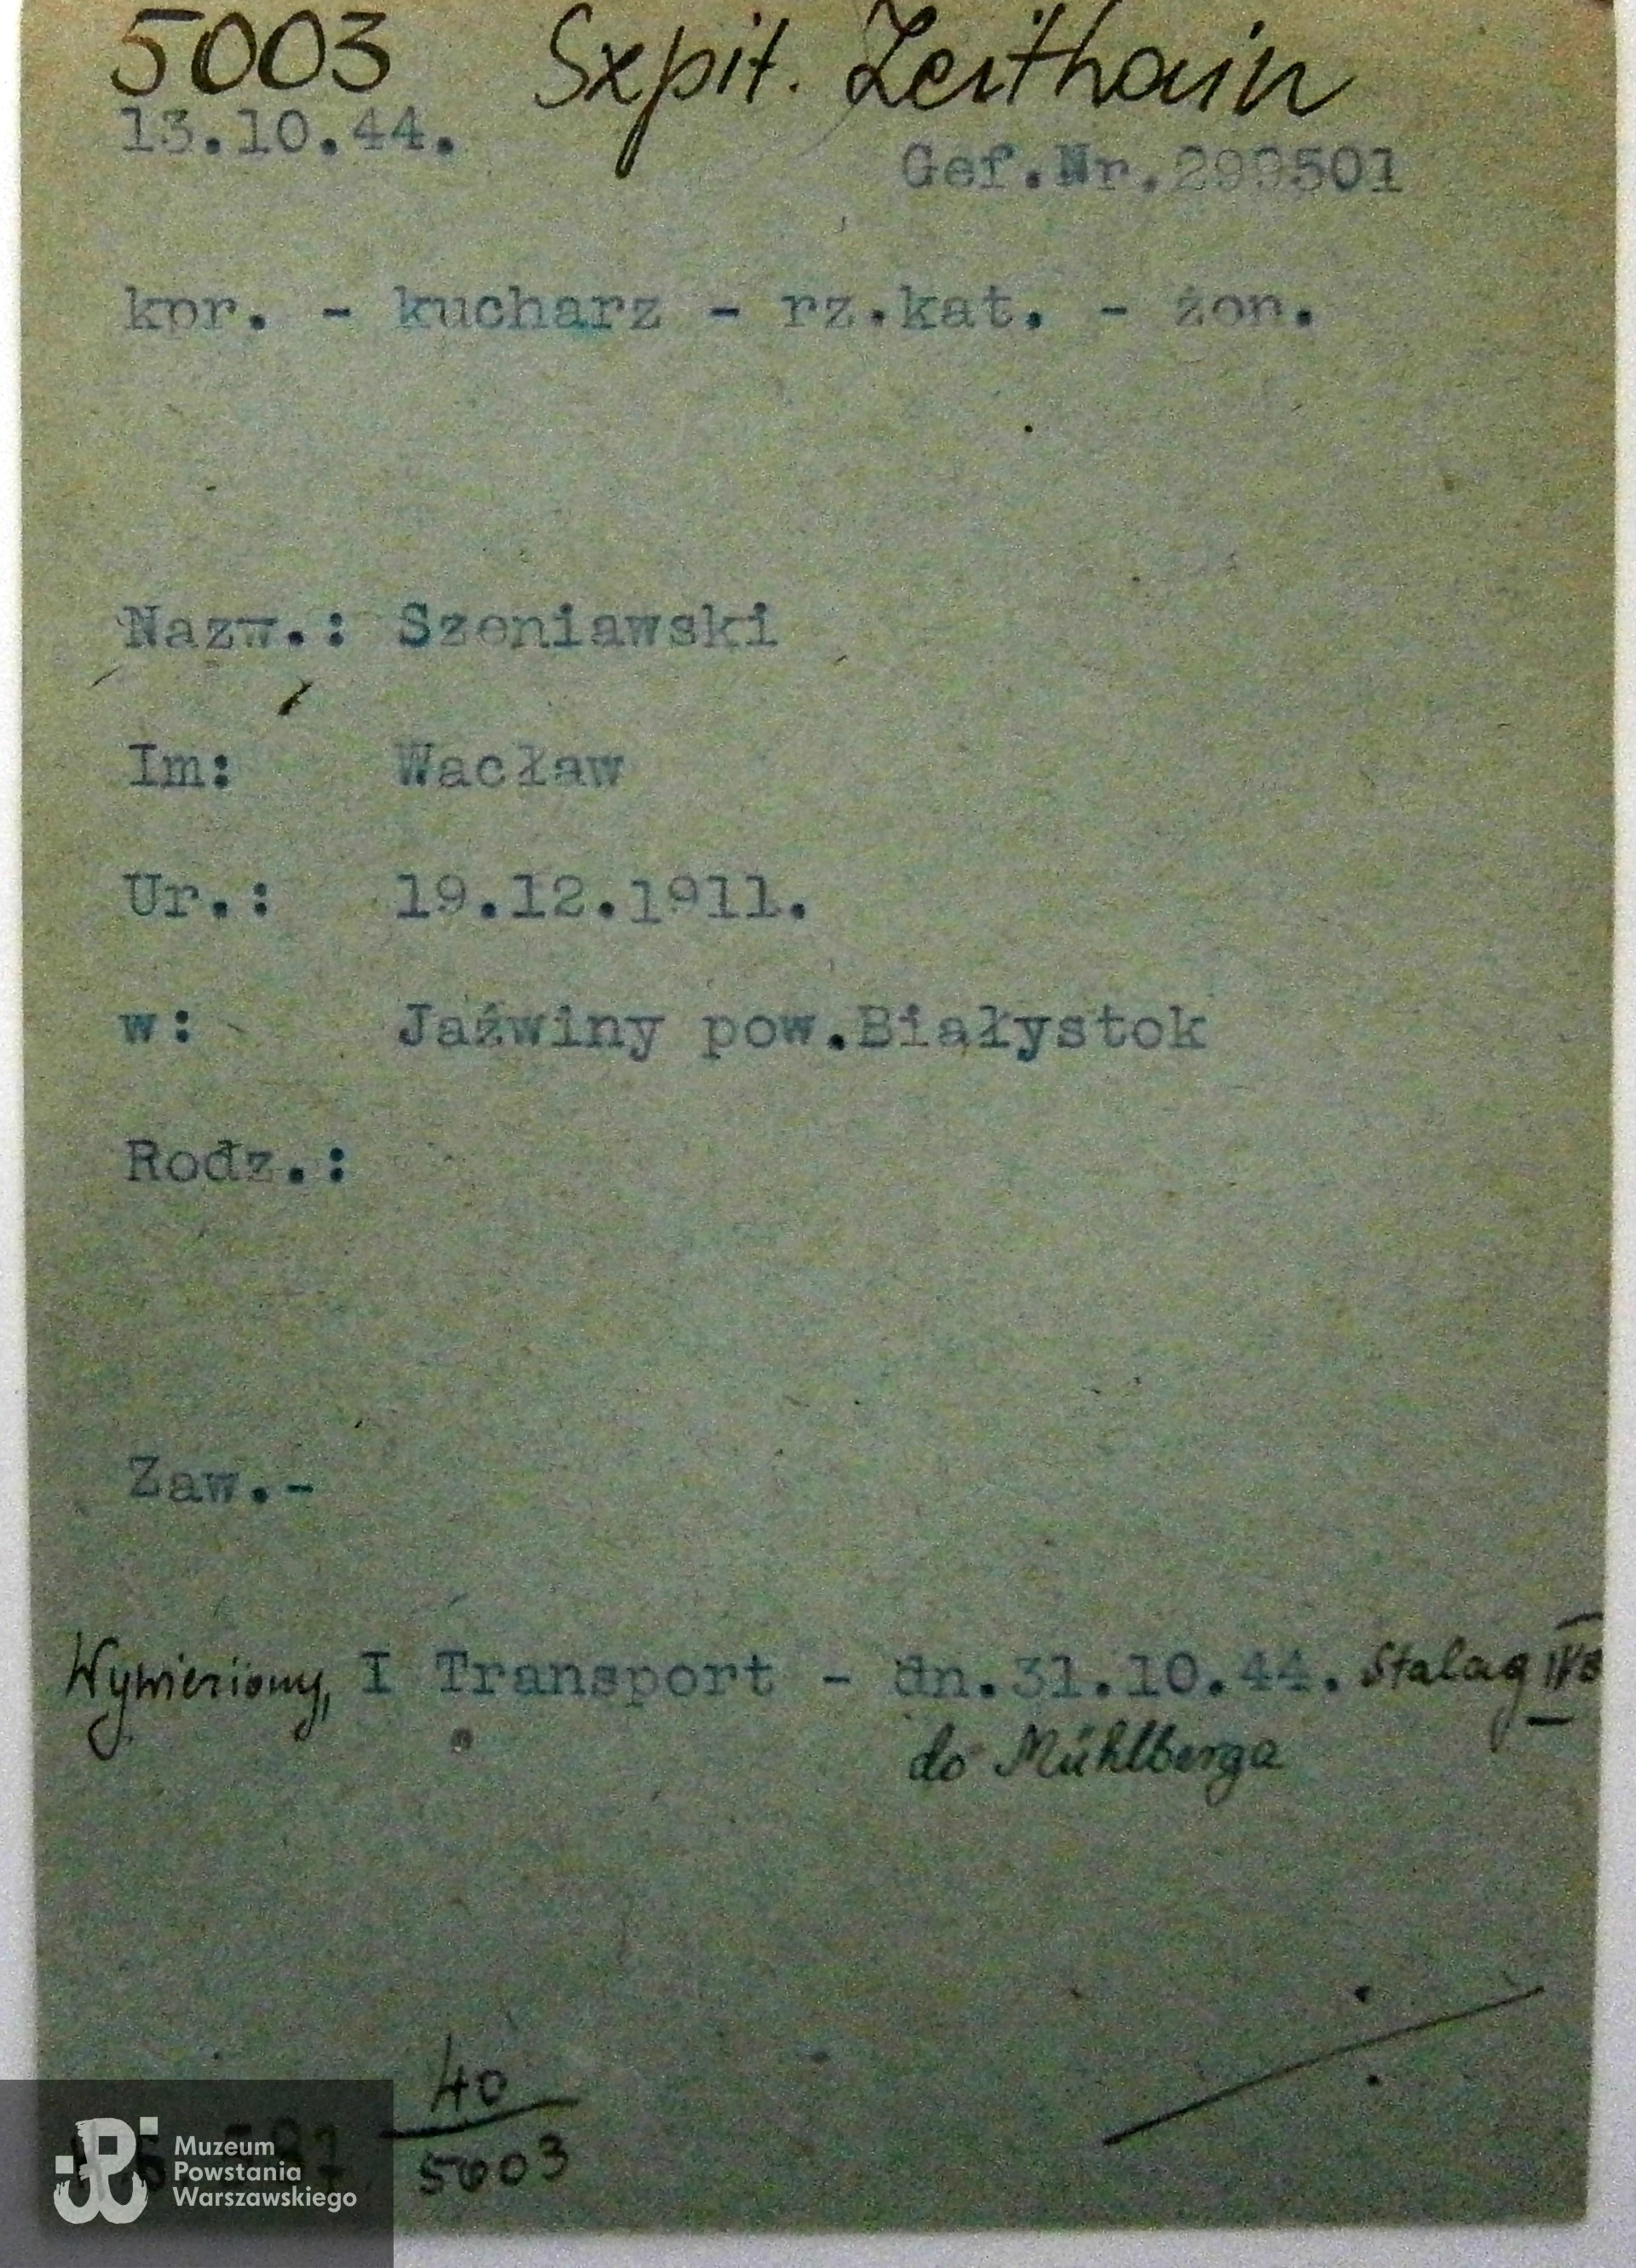 5003 Szpit. Zeithain
13.10.44.
Gef.Nr.299501
kpr. - kucharz - rz.kat. - żon.
Nazw.: Szeniawski
Im: Wacław
Ur.: 19.12.1911.
w: Jaźwiny pow.Białystok
Rodz.:
Zaw.-
Wywieziony, I Transport - dn.31.10.44. Stalag IVB
do Mühlberga
40
5003
Muzeum
Powstania
Warszawskiego